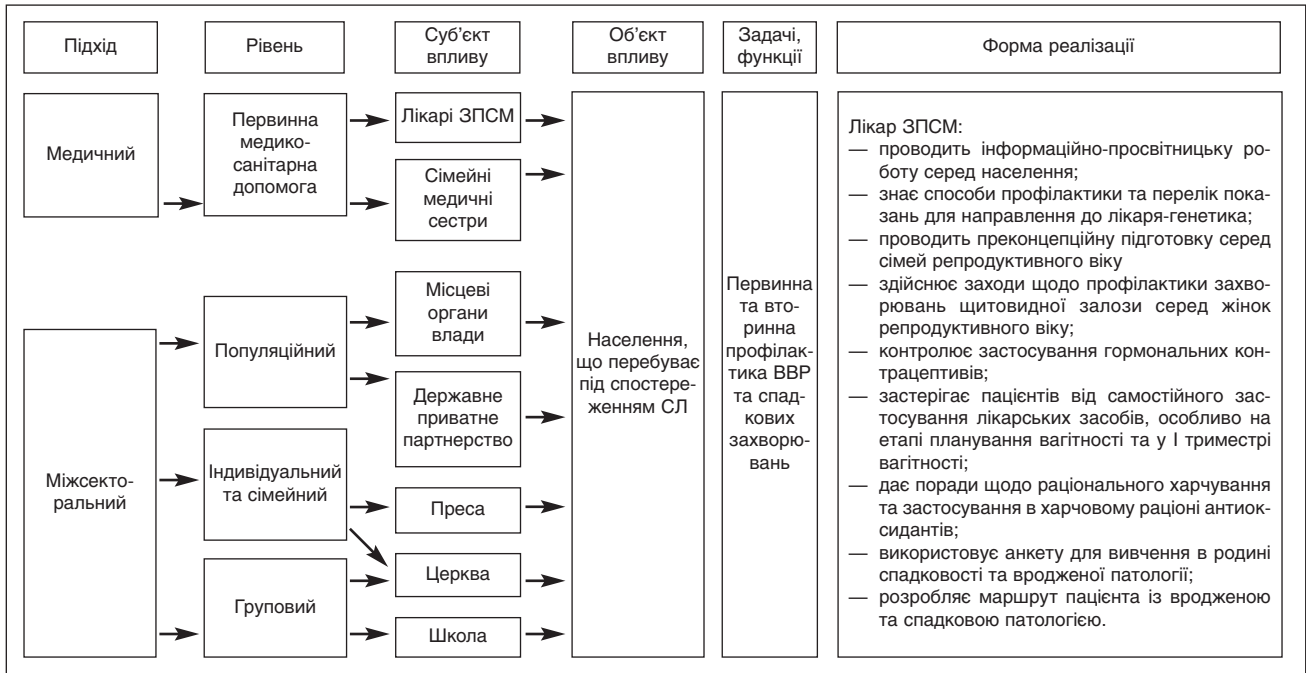 Підхід
Рівень
Суб’єкт
впливу
Об’єкт
впливу
Задачі,
функції
Форма реалізації
Медичний
Первинна
медико-
санітарна
допомога
Лікарі ЗПСМ
Сімейні
медичні
сестри
Міжсекто-
ральний
Популяційний
Індивідуальний
та сімейний
Груповий
Місцеві
органи
влади
Державне
приватне
партнерство
Преса
Церква
Школа
Населення,
що перебуває
під спостере-
женням СЛ
Первинна
та вто-
ринна
профілак-
тика ВВР
та спад-
кових
захворю-
вань
Лікар ЗПСМ:
— проводить інформаційно-просвітницьку ро-
боту серед населення;
— знає способи профілактики та перелік пока-
зань для направлення до лікаря-генетика;
— проводить преконцепційну підготовку серед
сімей репродуктивного віку
— здійснює заходи щодо профілактики захво-
рювань щитовидної залози серед жінок
репродуктивного віку;
— контролює застосування гормональних кон-
трацептивів;
— застерігає пацієнтів від самостійного зас-
тосування лікарських засобів, особливо на
етапі планування вагітності та у І триместрі
вагітності;
— дає поради щодо раціонального харчування
та застосування в харчовому раціоні антиок-
сидантів;
— використовує анкету для вивчення в родині
спадковості та вродженої патології;
— розробляє маршрут пацієнта із вродженою
та спадковою патологією.